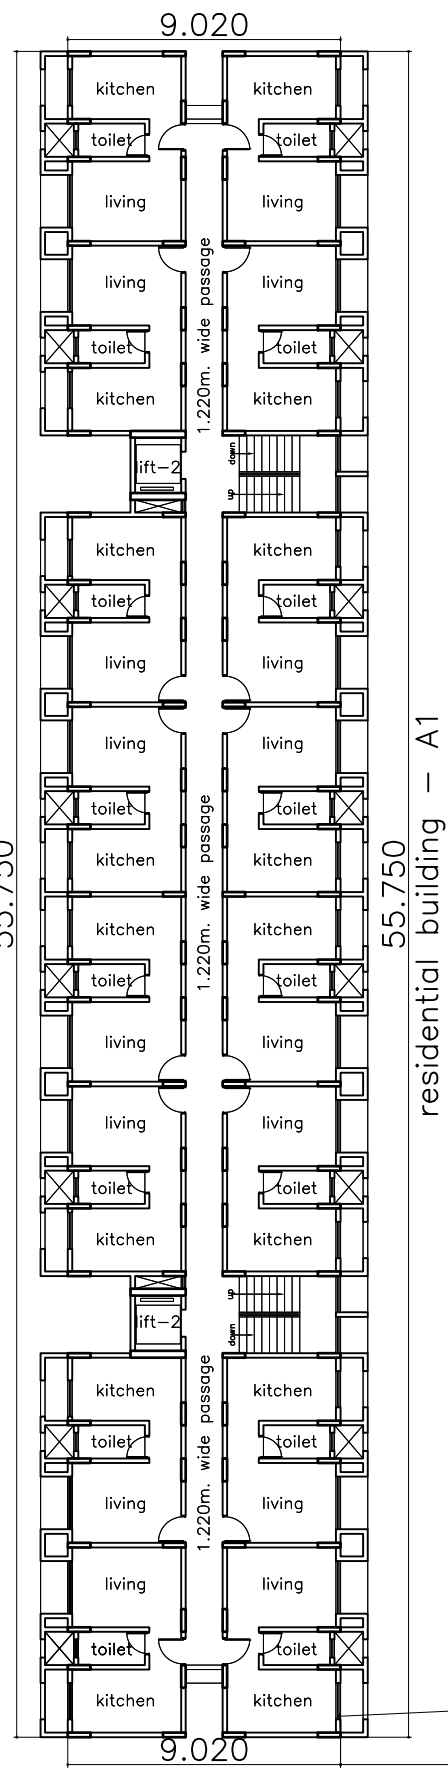 9.020
kitchen kitchen
toilet toilet
living living
1.220m. wide passage
living living
toilet toilet
kitchen kitchen
lift-2 down
up
kitchen kitchen
toilet toilet
living living
living living
toilet toilet
1.220m. wide passage
kitchen kitchen
55.750 55.750
residential building - A1
kitchen kitchen
toilet toilet
living living
living living
toilet toilet
kitchen kitchen
up
lift-2 down
kitchen kitchen
toilet toilet
1.220m. wide passage
living living
living living
toilet toilet
kitchen kitchen
9.020